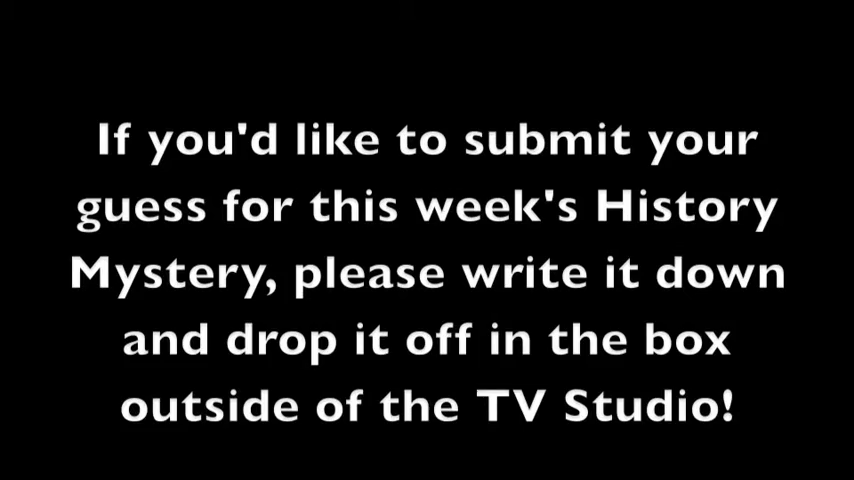 If you'd like to submit your
guess for this week's History
Mystery, please write it down
and drop it off in the box
outside of the TV Studio!